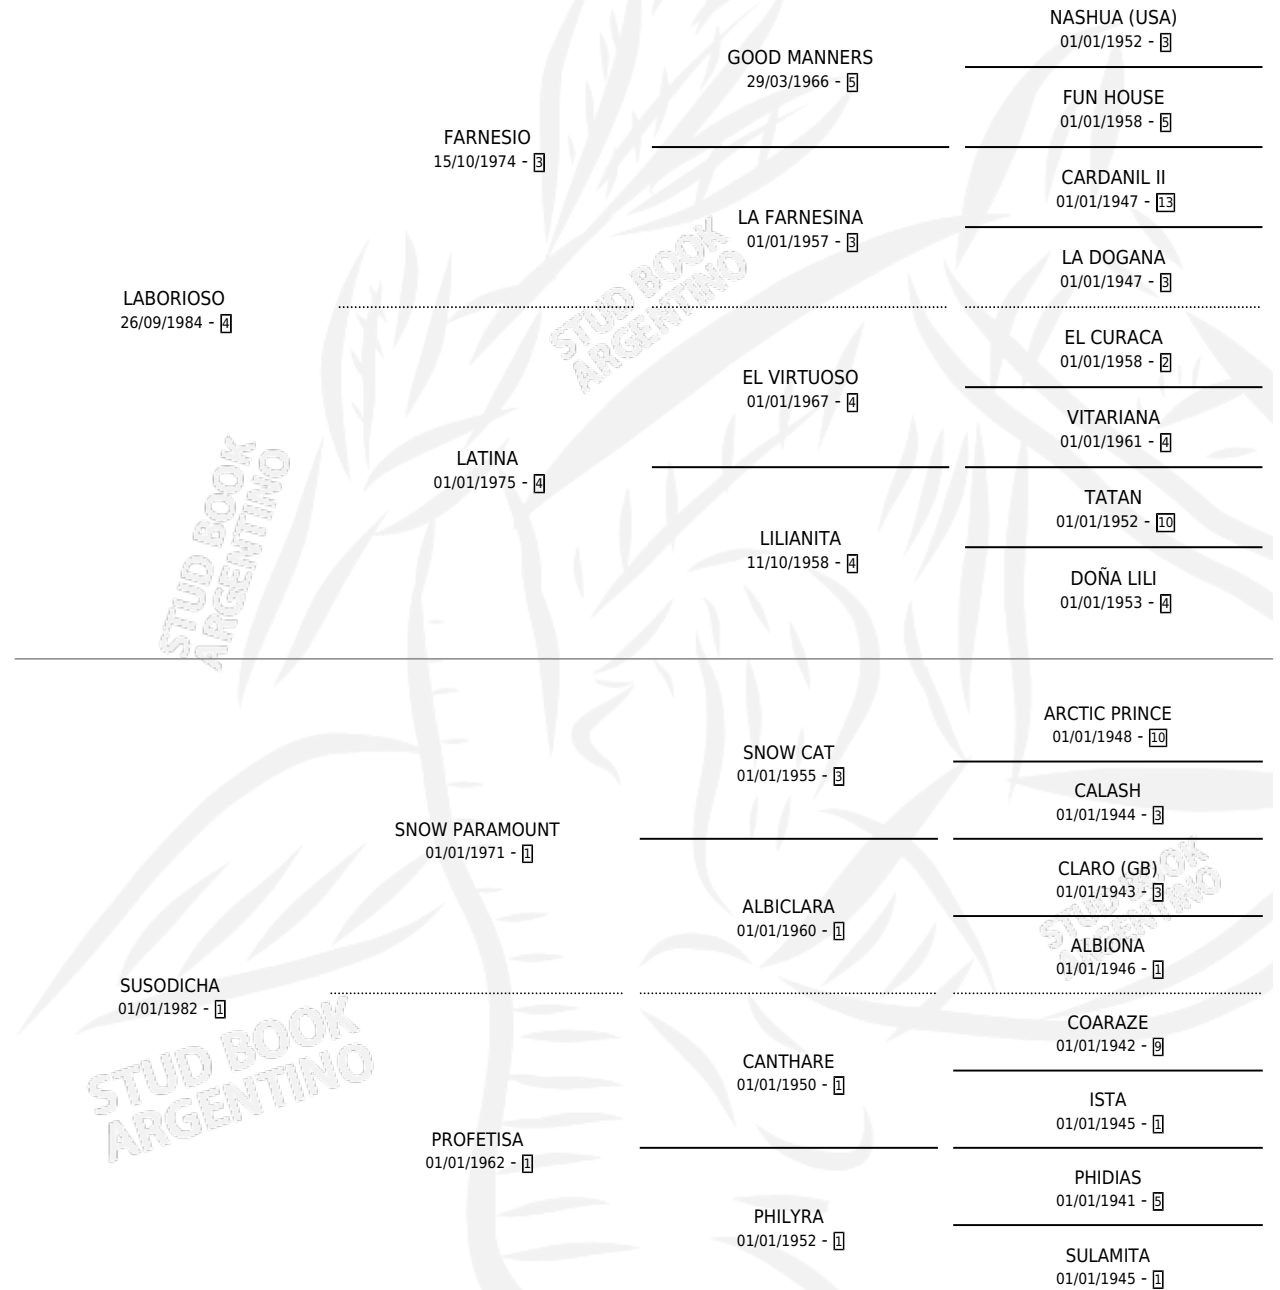 NASHUA (USA)
01/01/1952 - 3
GOOD MANNERS
29/03/1966 - 5
FUN HOUSE
01/01/1958 - 5
FARNESIO
15/10/1974 - 3
CARDANIL II
01/01/1947 - 13
LA FARNESINA
01/01/1957 - 3
LA DOGANA
01/01/1947 - 3
LABORIOSO
26/09/1984 - 4
EL CURACA
01/01/1958 - 2
EL VIRTUOSO
01/01/1967 - 4
VITARIANA
01/01/1961 - 4
LATINA
01/01/1975 - 4
TATAN
01/01/1952 - 10
LILIANITA
11/10/1958 - 4
DOÑA LILI
01/01/1953 - 4
ARCTIC PRINCE
01/01/1948 - 10
SNOW CAT
01/01/1955 - 3
CALASH
01/01/1944 - 3
SNOW PARAMOUNT
01/01/1971 - 1
CLARO (GB)
01/01/1943 - 3
ALBICLARA
01/01/1960 - 1
ALBIONA
01/01/1946 - 1
SUSODICHA
01/01/1982 - 1
COARAZE
01/01/1942 - 9
CANTHARE
01/01/1950 - 1
ISTA
01/01/1945 - 1
PROFETISA
01/01/1962 - 1
PHIDIAS
01/01/1941 - 5
PHILYRA
01/01/1952 - 1
SULAMITA
01/01/1945 - 1
STUD BOOK
ARGENTINO
STUD BOOK
ARGENTINO
STUD BOOK
ARGENTINO
STUD BOOK
ARGENTINO